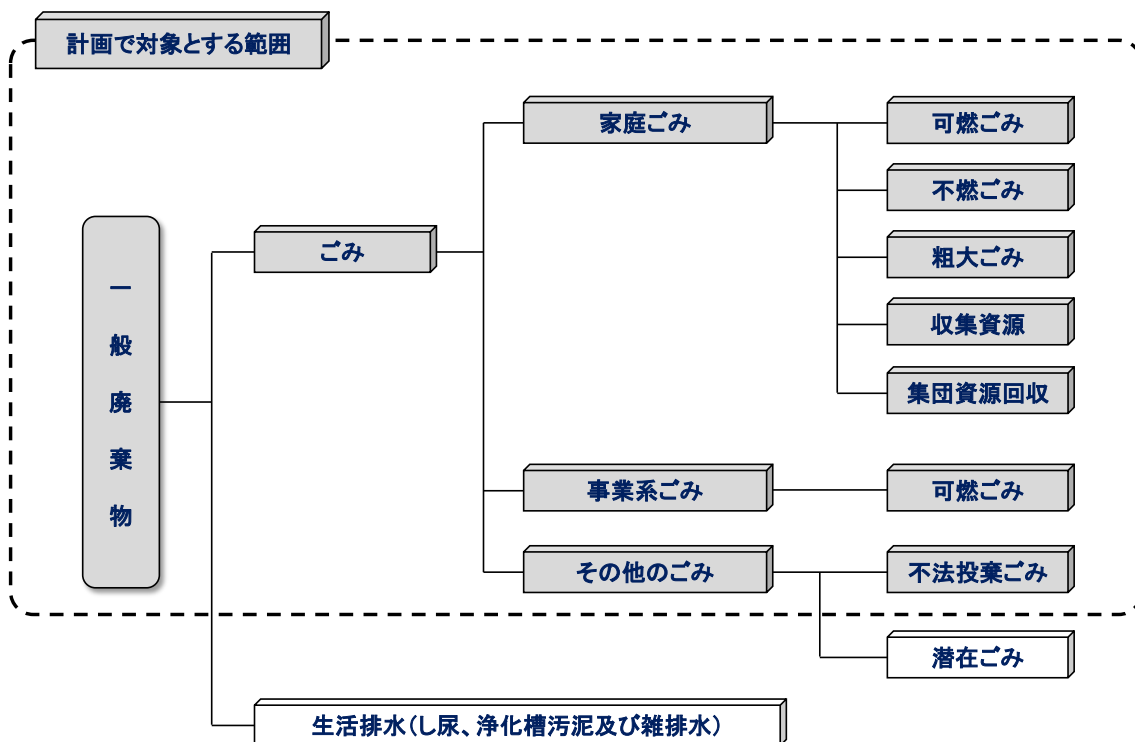 計画で対象とする範囲
家庭ごみ
可燃ごみ
不燃ごみ
ごみ
粗大ごみ
一般廃棄物
収集資源
集団資源回収
事業系ごみ
可燃ごみ
その他のごみ
不法投棄ごみ
潜在ごみ
生活排水(し尿、浄化槽汚泥及び雑排水)